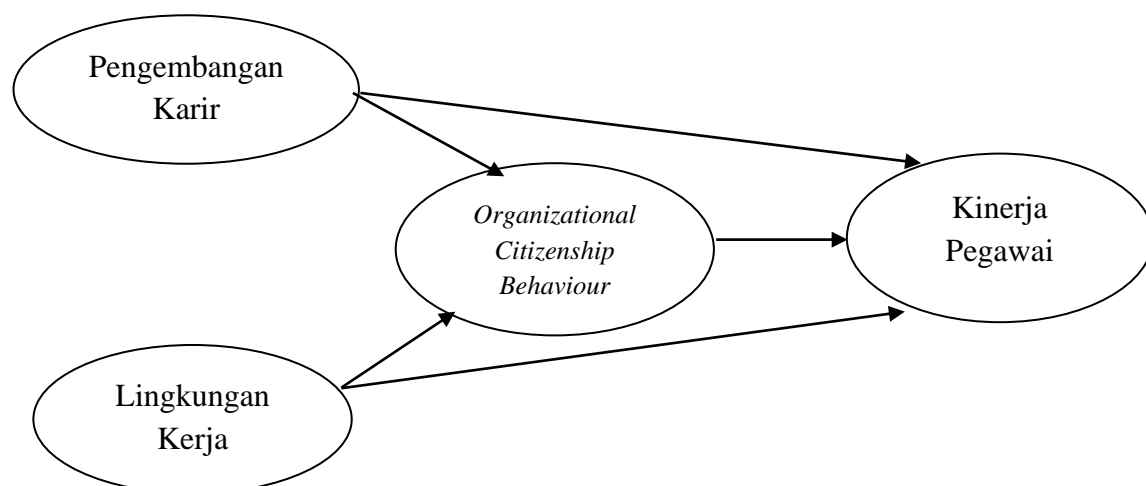 Pengembangan
Karir
Organizational
Citizenship
Behaviour
Kinerja
Pegawai
Lingkungan
Kerja